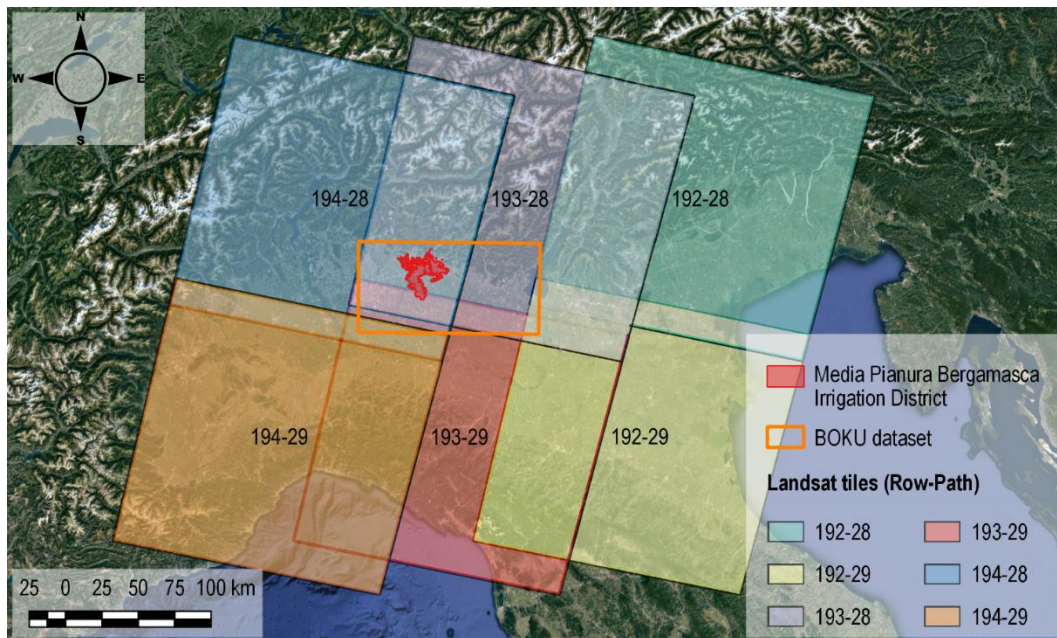 N
W E
S
194-28
193-28
192-28
194-29
193-29
192-29
Media Pianura Bergamasca
Irrigation District
BOKU dataset
Landsat tiles (Row-Path)
192-28 193-29
192-29 194-28
193-28 194-29
25 0 25 50 75 100 km